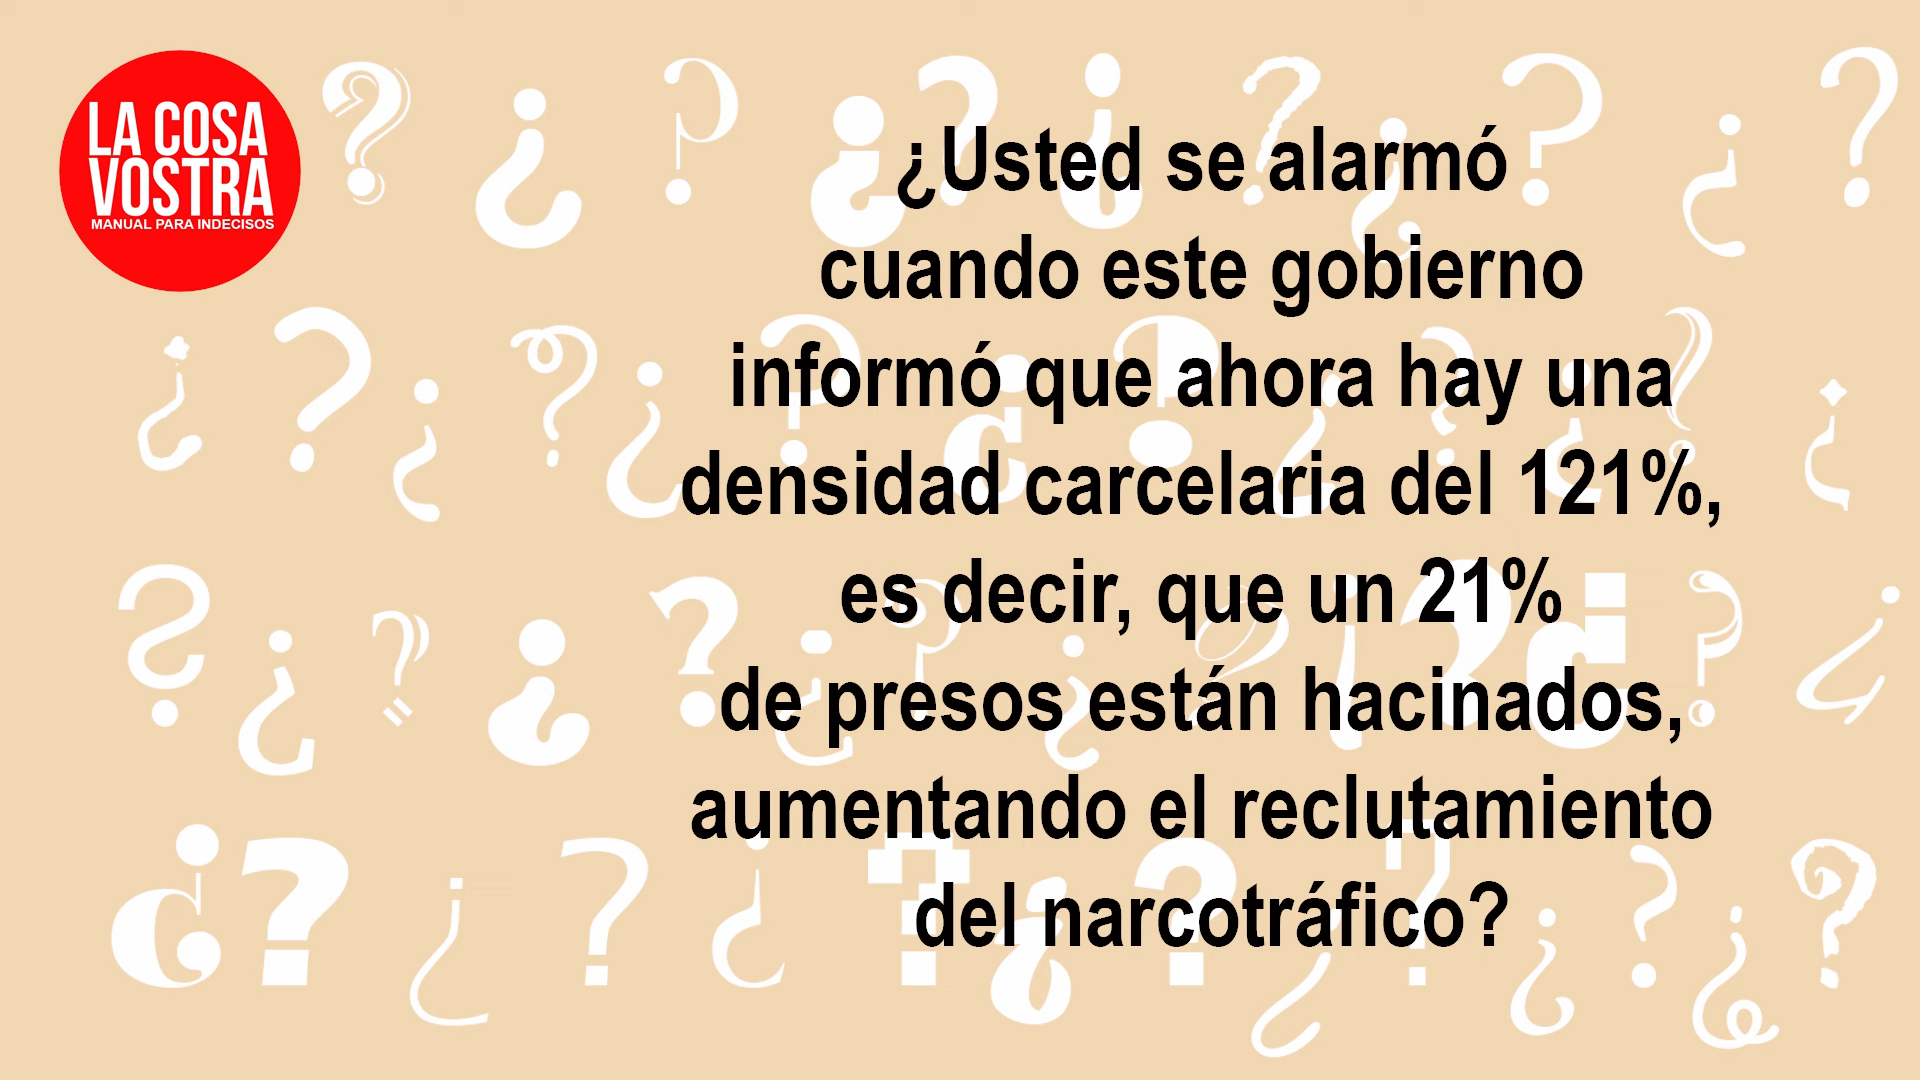 LA COSA
VOSTRA
MANUAL PARA INDECISOS
¿Usted se alarmó
cuando este gobierno
informó que ahora hay una
densidad carcelaria del 121%,
es decir, que un 21%
de presos están hacinados,
aumentando el reclutamiento
del narcotráfico?